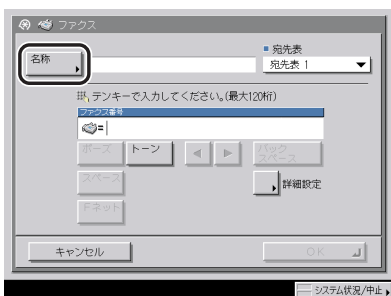 ファクス
名称
宛先表
宛先表 1
テンキーで入力してください。(最大120桁)
ファクス番号
=
ポーズ
トーン
バックスペース
スペース
詳細設定
Fネット
キャンセル
OK
システム状況/中止